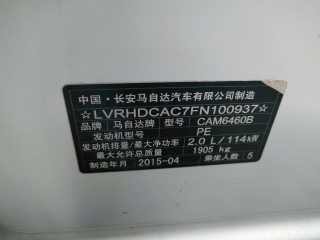 中国·长安马自达汽车有限公司制造
☆LVRHDCAC7FN100937☆
品牌 马自达牌 型号 CAM6460B
发动机型号 PE
发动机排量/最大净功率 2.0 L/114kW
最大允许总质量 1905 kg
制造年月 2015-04 乘坐人数 5